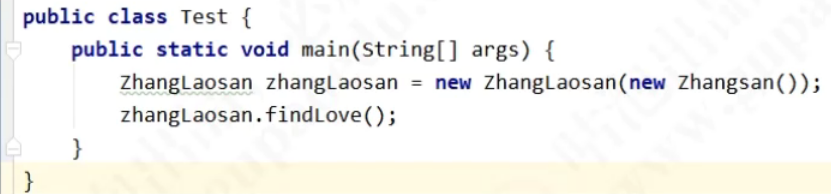 public class Test {
public static void main(String[] args) {
ZhangLaosan zhangLaosan = new ZhangLaosan(new Zhangsan());
zhangLaosan.findLove();
}
}